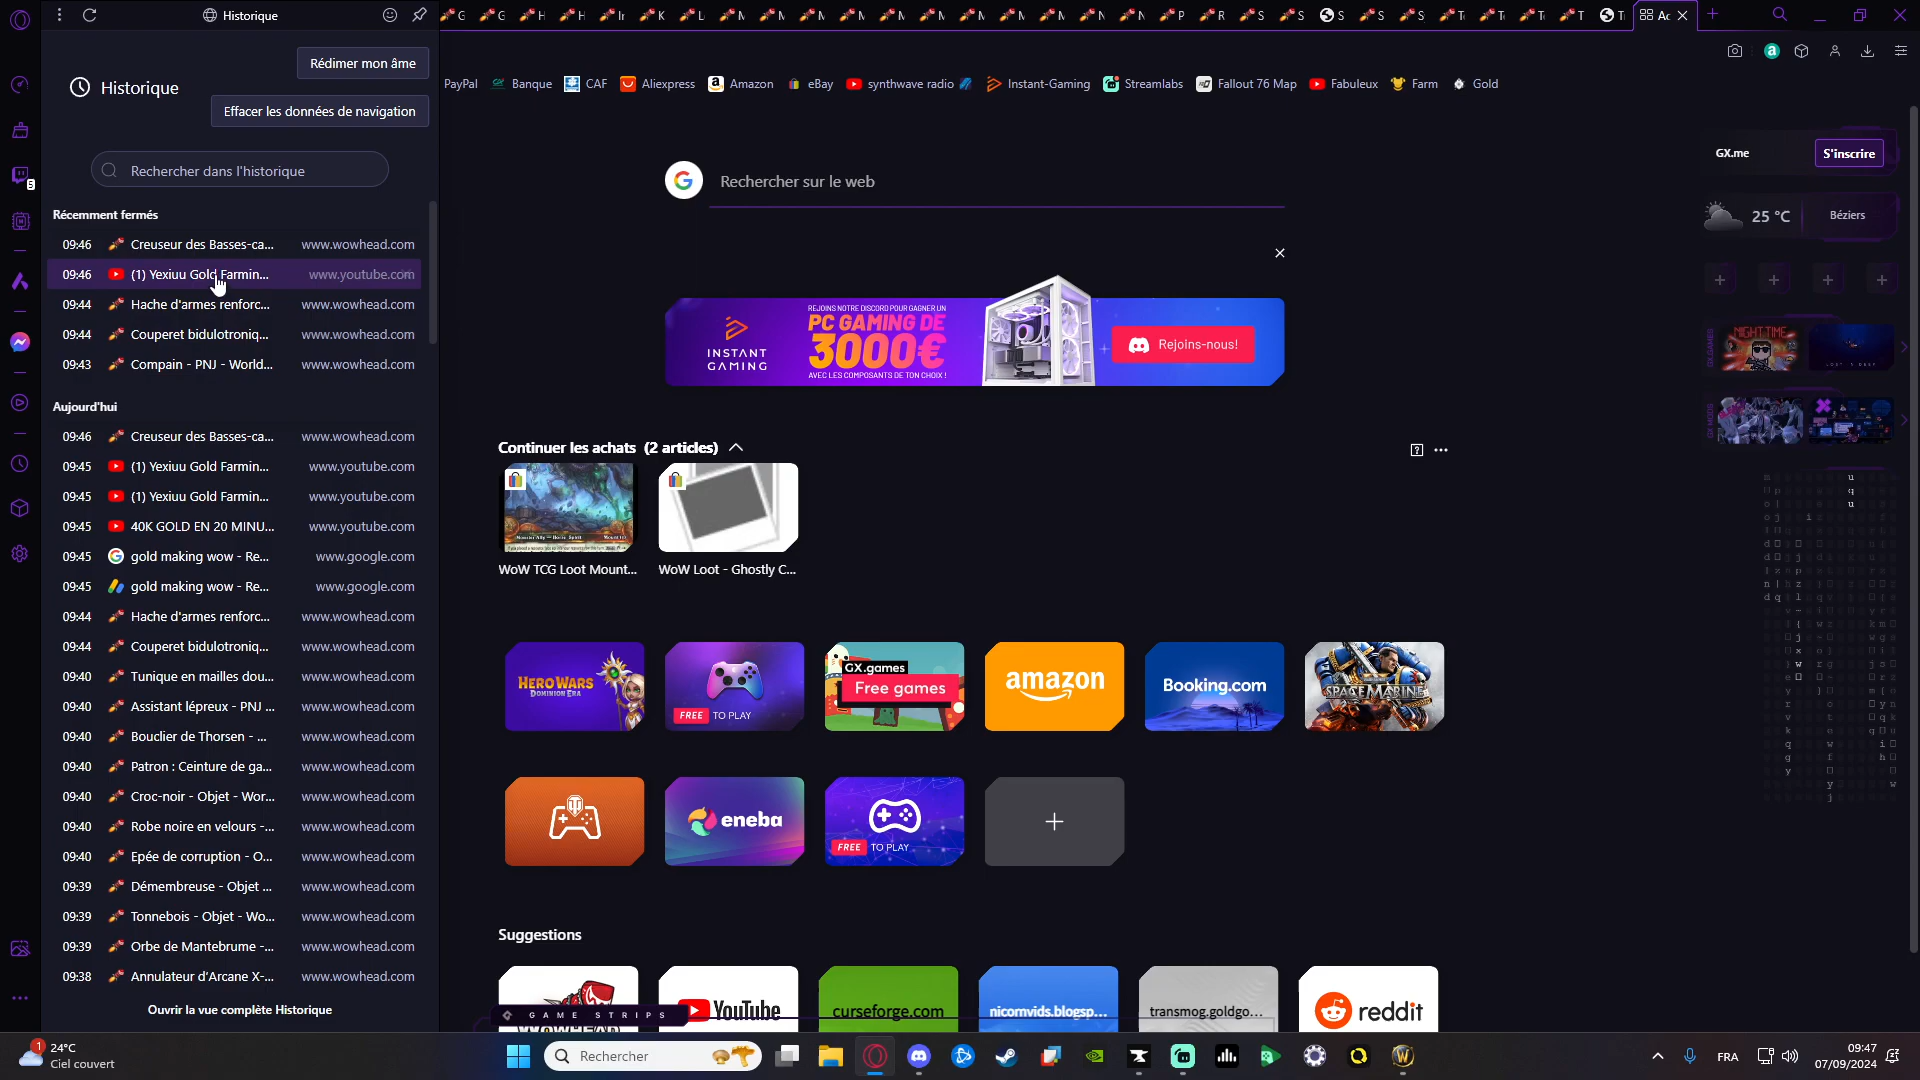 Historique
G
G
H
H
Ir
K
L
M
M
M
M
M
M
M
M
M
N
N
P
R
S
S
S
S
S
T
T
T
T
T
Ac
Rédimer mon âme
Historique
Effacer les données de navigation
Rechercher dans l'historique
Récemment fermés
09:46 Creuseur des Basses-ca... www.wowhead.com
09:46 (1) Yexiuu Gold Farmin... www.youtube.com
09:44 Hache d'armes renforc... www.wowhead.com
09:44 Couperet bidulotroniq... www.wowhead.com
09:43 Compain - PNJ - World... www.wowhead.com
Aujourd'hui
09:46 Creuseur des Basses-ca... www.wowhead.com
09:45 (1) Yexiuu Gold Farmin... www.youtube.com
09:45 (1) Yexiuu Gold Farmin... www.youtube.com
09:45 40K GOLD EN 20 MINU... www.youtube.com
09:45 gold making wow - Re... www.google.com
09:45 gold making wow - Re... www.google.com
09:44 Hache d'armes renforc... www.wowhead.com
09:44 Couperet bidulotroniq... www.wowhead.com
09:40 Tunique en mailles dou... www.wowhead.com
09:40 Assistant lépreux - PNJ ... www.wowhead.com
09:40 Bouclier de Thorsen - ... www.wowhead.com
09:40 Patron : Ceinture de ga... www.wowhead.com
09:40 Croc-noir - Objet - Wor... www.wowhead.com
09:40 Robe noire en velours -... www.wowhead.com
09:40 Epée de corruption - O... www.wowhead.com
09:39 Démembreuse - Objet ... www.wowhead.com
09:39 Tonnebois - Objet - Wo... www.wowhead.com
09:39 Orbe de Mantebrume -... www.wowhead.com
09:38 Annulateur d'Arcane X-... www.wowhead.com
Ouvrir la vue complète Historique
5
PayPal Banque CAF Aliexpress Amazon eBay synthwave radio Instant-Gaming Streamlabs Fallout 76 Map Fabuleux Farm Gold
Rechercher sur le web
INSTANT
GAMING
REJOINS NOTRE DISCORD POUR GAGNER UN
PC GAMING DE
3000€
AVEC LES COMPOSANTS DE TON CHOIX !
Rejoins-nous!
Continuer les achats (2 articles)
WoW TCG Loot Mount...
WoW Loot - Ghostly C...
HERO WARS
DOMINION ERA
FREE TO PLAY
GX.games
Free games
amazon
Booking.com
SPACE MARINE
eneba
FREE TO PLAY
Suggestions
YouTube
curseforge.com
nicomvids.blogsp...
transmog.goldgo...
reddit
GAME STRIPS
GX.me
S'inscrire
25 °C
Béziers
GX.GAMES
NIGHT TIME
LOST N DEEP
GX MODS
1
24°C
Ciel couvert
Rechercher
FRA
09:47
07/09/2024